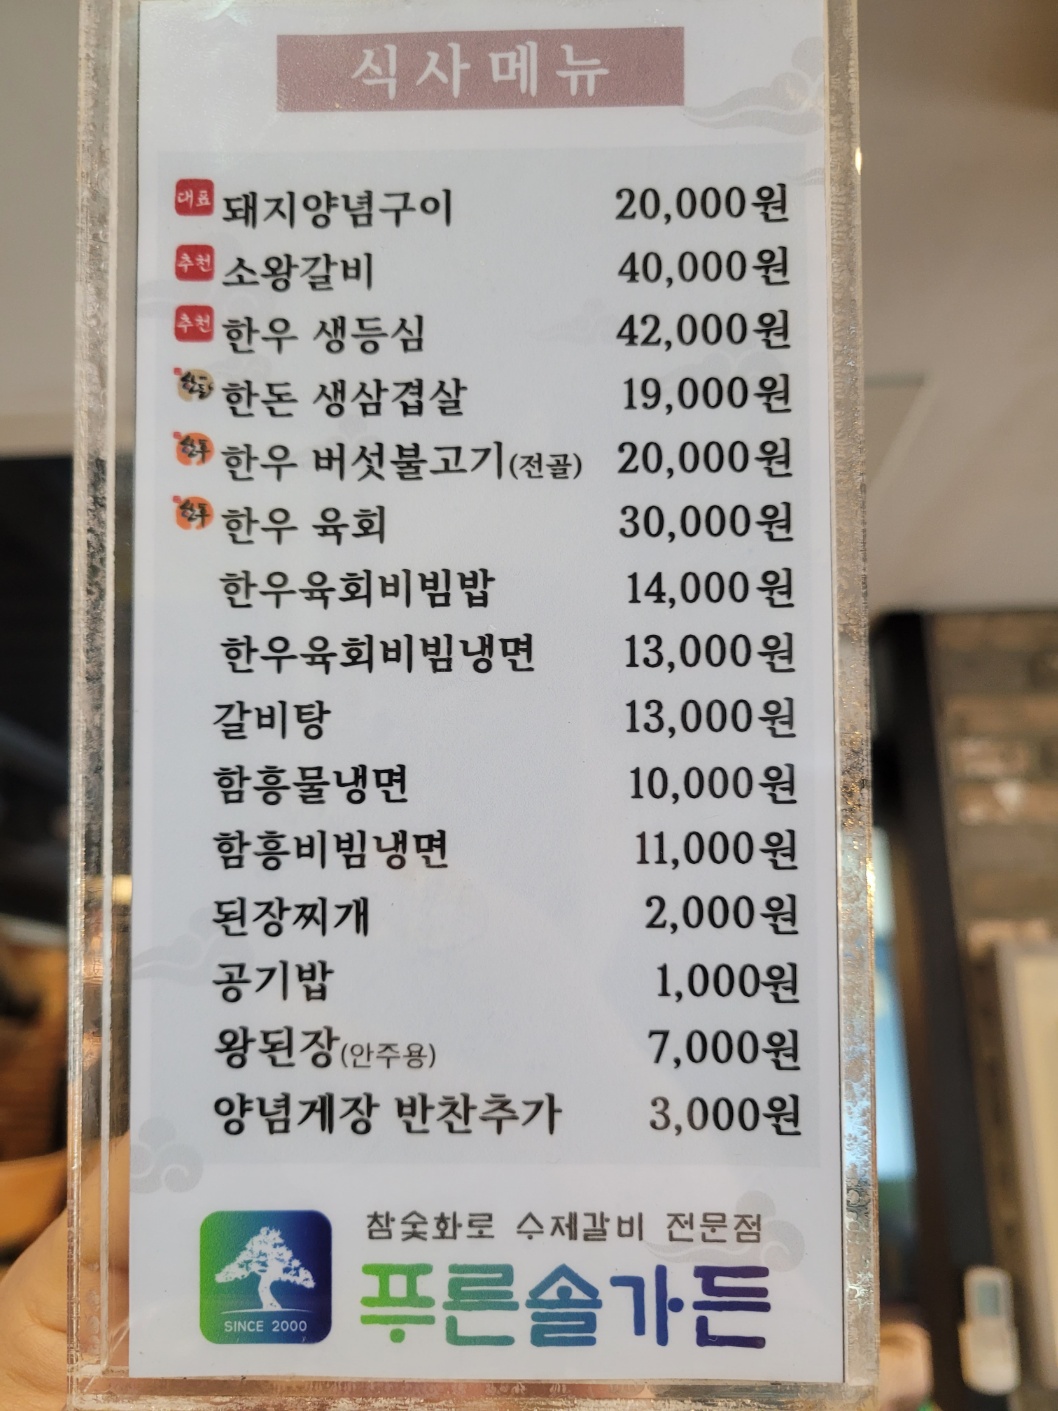 식사메뉴
대표 돼지양념구이 20,000원
추천 소왕갈비 40,000원
추천 한우 생등심 42,000원
한돈 한돈 생삼겹살 19,000원
한우 한우 버섯불고기(전골) 20,000원
한우 한우 육회 30,000원
한우육회비빔밥 14,000원
한우육회비빔냉면 13,000원
갈비탕 13,000원
함흥물냉면 10,000원
함흥비빔냉면 11,000원
된장찌개 2,000원
공기밥 1,000원
왕된장(안주용) 7,000원
양념게장 반찬추가 3,000원
참숯화로 수제갈비 전문점
푸른솔가든
SINCE 2000